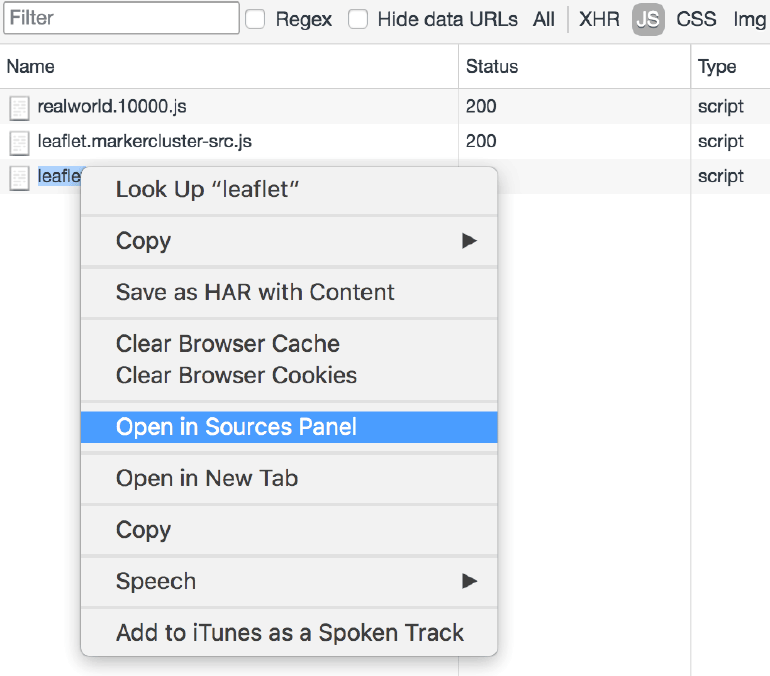 Filter Regex Hide data URLs All XHR JS CSS Img
Name Status Type
realworld.10000.js 200 script
leaflet.markercluster-src.js 200 script
leafle script
Look Up “leaflet”
Copy
Save as HAR with Content
Clear Browser Cache
Clear Browser Cookies
Open in Sources Panel
Open in New Tab
Copy
Speech
Add to iTunes as a Spoken Track